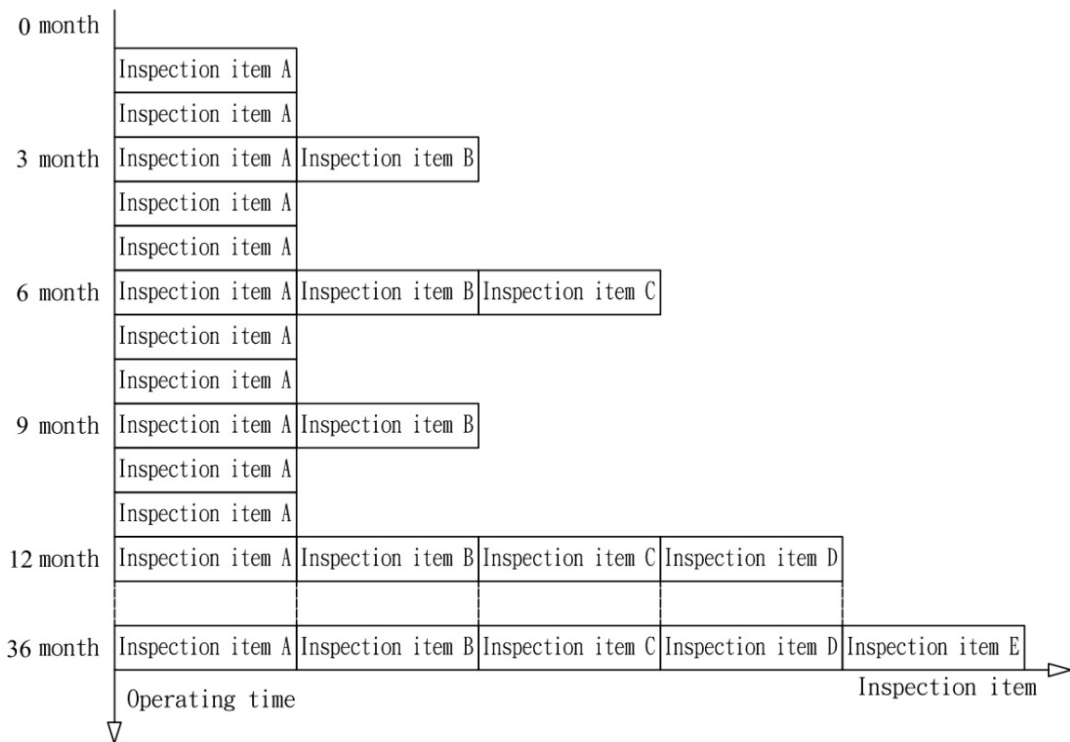 0 month
Inspection item A
Inspection item A
3 month Inspection item A Inspection item B
Inspection item A
Inspection item A
6 month Inspection item A Inspection item B Inspection item C
Inspection item A
Inspection item A
9 month Inspection item A Inspection item B
Inspection item A
Inspection item A
12 month Inspection item A Inspection item B Inspection item C Inspection item D
36 month Inspection item A Inspection item B Inspection item C Inspection item D Inspection item E
Operating time Inspection item